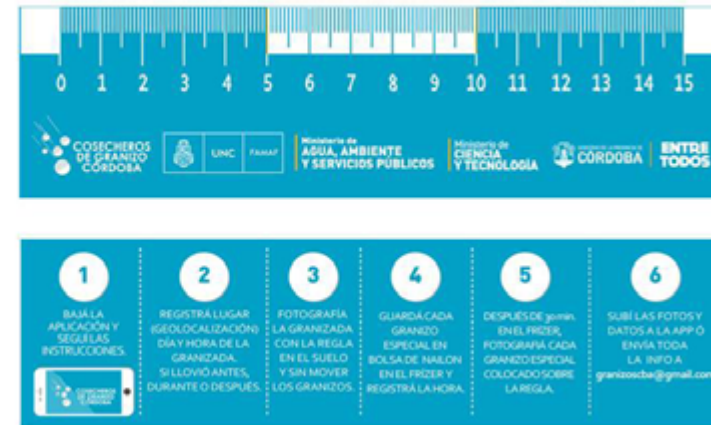 0 1 2 3 4 5 6 7 8 9 10 11 12 13 14 15
COSECHEROS
DE GRANIZO
CÓRDOBA
UNC FAMAF
Ministerio de
AGUA, AMBIENTE
Y SERVICIOS PÚBLICOS
Ministerio de
CIENCIA
Y TECNOLOGÍA
CÓRDOBA
ENTRE
TODOS
1
BAJÁ LA
APLICACIÓN Y
SEGUÍ LAS
INSTRUCCIONES.
COSECHEROS
DE GRANIZO
CÓRDOBA
2
REGISTRÁ LUGAR
(GEOLOCALIZACIÓN)
DÍA Y HORA DE LA
GRANIZADA.
SI LLOVIÓ ANTES,
DURANTE O DESPUÉS.
3
FOTOGRAFÍA
LA GRANIZADA
CON LA REGLA
EN EL SUELO
Y SIN MOVER
LOS GRANIZOS.
4
GUARDÁ CADA
GRANIZO
ESPECIAL EN
BOLSA DE NAILON
EN EL FRÍZER Y
REGISTRÁ LA HORA.
5
DESPUÉS DE 30 min.
EN EL FRÍZER,
FOTOGRAFIÁ CADA
GRANIZO ESPECIAL
COLOCADO SOBRE
LA REGLA.
6
SUBÍ LAS FOTOS Y
DATOS A LA APP Ó
ENVÍA TODA
LA INFO A
granizoscba@gmail.com